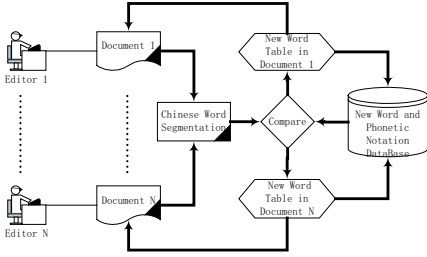 Document 1
New Word
Table in
Document 1
Editor 1
Chinese Word
Segmentation
Compare
New Word and
Phonetic
Notation
DataBase
Document N
New Word
Table in
Document N
Editor N